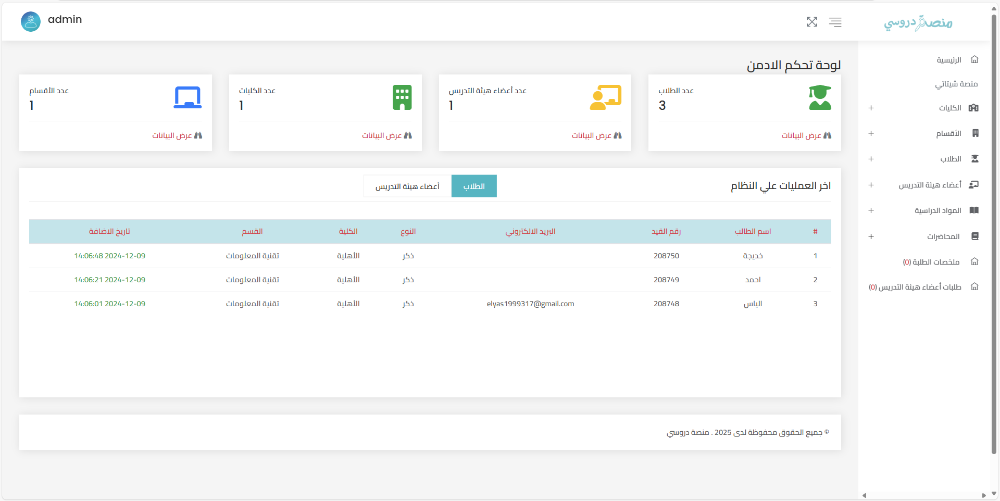 منصة دروسي
admin
الرئيسية
منصة شيتاتي
الكليات +
الأقسام +
الطلاب +
أعضاء هيئة التدريس +
المواد الدراسية +
المحاضرات +
ملخصات الطلبة (0)
طلبات أعضاء هيئة التدريس (0)
لوحة تحكم الادمن
عدد الطلاب
3
عرض البيانات
عدد أعضاء هيئة التدريس
1
عرض البيانات
عدد الكليات
1
عرض البيانات
عدد الأقسام
1
عرض البيانات
اخر العمليات علي النظام
الطلاب أعضاء هيئة التدريس
# اسم الطالب رقم القيد البريد الالكتروني النوع الكلية القسم تاريخ الاضافة
1 خديجة 208750 ذكر الأهلية تقنية المعلومات 2024-12-09 14:06:48
2 احمد 208749 ذكر الأهلية تقنية المعلومات 2024-12-09 14:06:21
3 الياس 208748 elyas1999317@gmail.com ذكر الأهلية تقنية المعلومات 2024-12-09 14:06:01
© جميع الحقوق محفوظة لدى 2025 . منصة دروسي